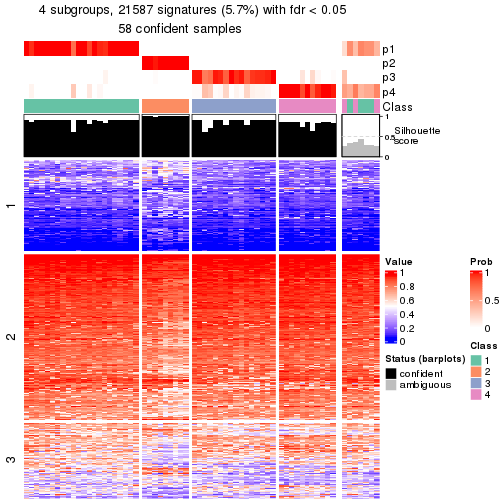 4 subgroups, 21587 signatures (5.7%) with fdr < 0.05
58 confident samples
p1
p2
p3
p4
Class
1
0.5
0
Silhouette
score
1
2
3
Value
1
0.8
0.6
0.4
0.2
0
Prob
1
0.5
0
Status (barplots)
confident
ambiguous
Class
1
2
3
4